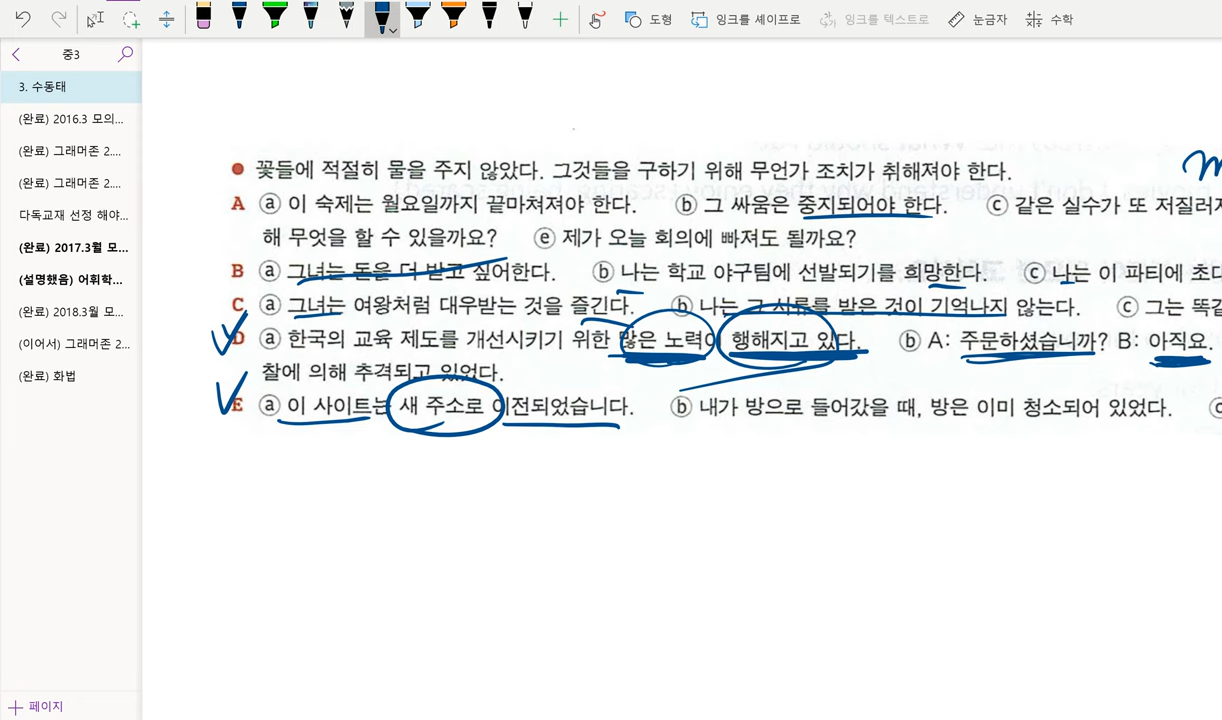 도형
잉크를 셰이프로
잉크를 텍스트로
눈금자
수학
중3
3. 수동태
(완료) 2016.3 모의...
(완료) 그래머존 2....
(완료) 그래머존 2....
다독교재 선정 해야...
(완료) 2017.3월 모...
(설명했음) 어휘학...
(완료) 2018.3월 모...
(이어서) 그래머존 2...
(완료) 화법
페이지
● 꽃들에 적절히 물을 주지 않았다. 그것들을 구하기 위해 무언가 조치가 취해져야 한다.
A ⓐ 이 숙제는 월요일까지 끝마쳐져야 한다. ⓑ 그 싸움은 중지되어야 한다. ⓒ 같은 실수가 또 저질러지
해 무엇을 할 수 있을까요? ⓔ 제가 오늘 회의에 빠져도 될까요?
B ⓐ 그녀는 돈을 더 받고 싶어한다. ⓑ 나는 학교 야구팀에 선발되기를 희망한다. ⓒ 나는 이 파티에 초대
C ⓐ 그녀는 여왕처럼 대우받는 것을 즐긴다. ⓑ 나는 그 서류를 받은 것이 기억나지 않는다. ⓒ 그는 똑같
D ⓐ 한국의 교육 제도를 개선시키기 위한 많은 노력이 행해지고 있다. ⓑ A: 주문하셨습니까? B: 아직요.
찰에 의해 추격되고 있었다.
E ⓐ 이 사이트는 새 주소로 이전되었습니다. ⓑ 내가 방으로 들어갔을 때, 방은 이미 청소되어 있었다.